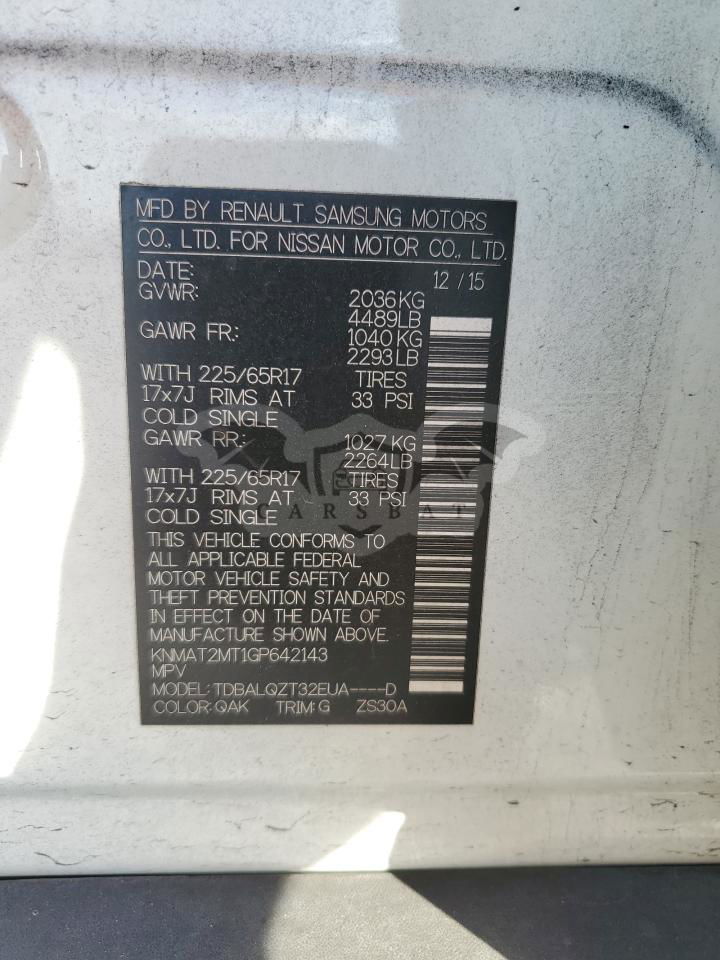 MFD BY RENAULT SAMSUNG MOTORS
CO., LTD. FOR NISSAN MOTOR CO., LTD.
DATE: 12 / 15
GVWR: 2036 KG
4489LB
GAWR FR: 1040 KG
2293 LB
WITH 225/65R17 TIRES
17x7J RIMS AT 33 PSI
COLD SINGLE
GAWR RR: 1027 KG
2264LB
WITH 225/65R17 TIRES
17x7J RIMS AT 33 PSI
COLD SINGLE
CARSBAT
THIS VEHICLE CONFORMS TO
ALL APPLICABLE FEDERAL
MOTOR VEHICLE SAFETY AND
THEFT PREVENTION STANDARDS
IN EFFECT ON THE DATE OF
MANUFACTURE SHOWN ABOVE.
KNMAT2MT1GP642143
MPV
MODEL: TDBALQZT32EUA----D
COLOR: QAK TRIM: G ZS30A